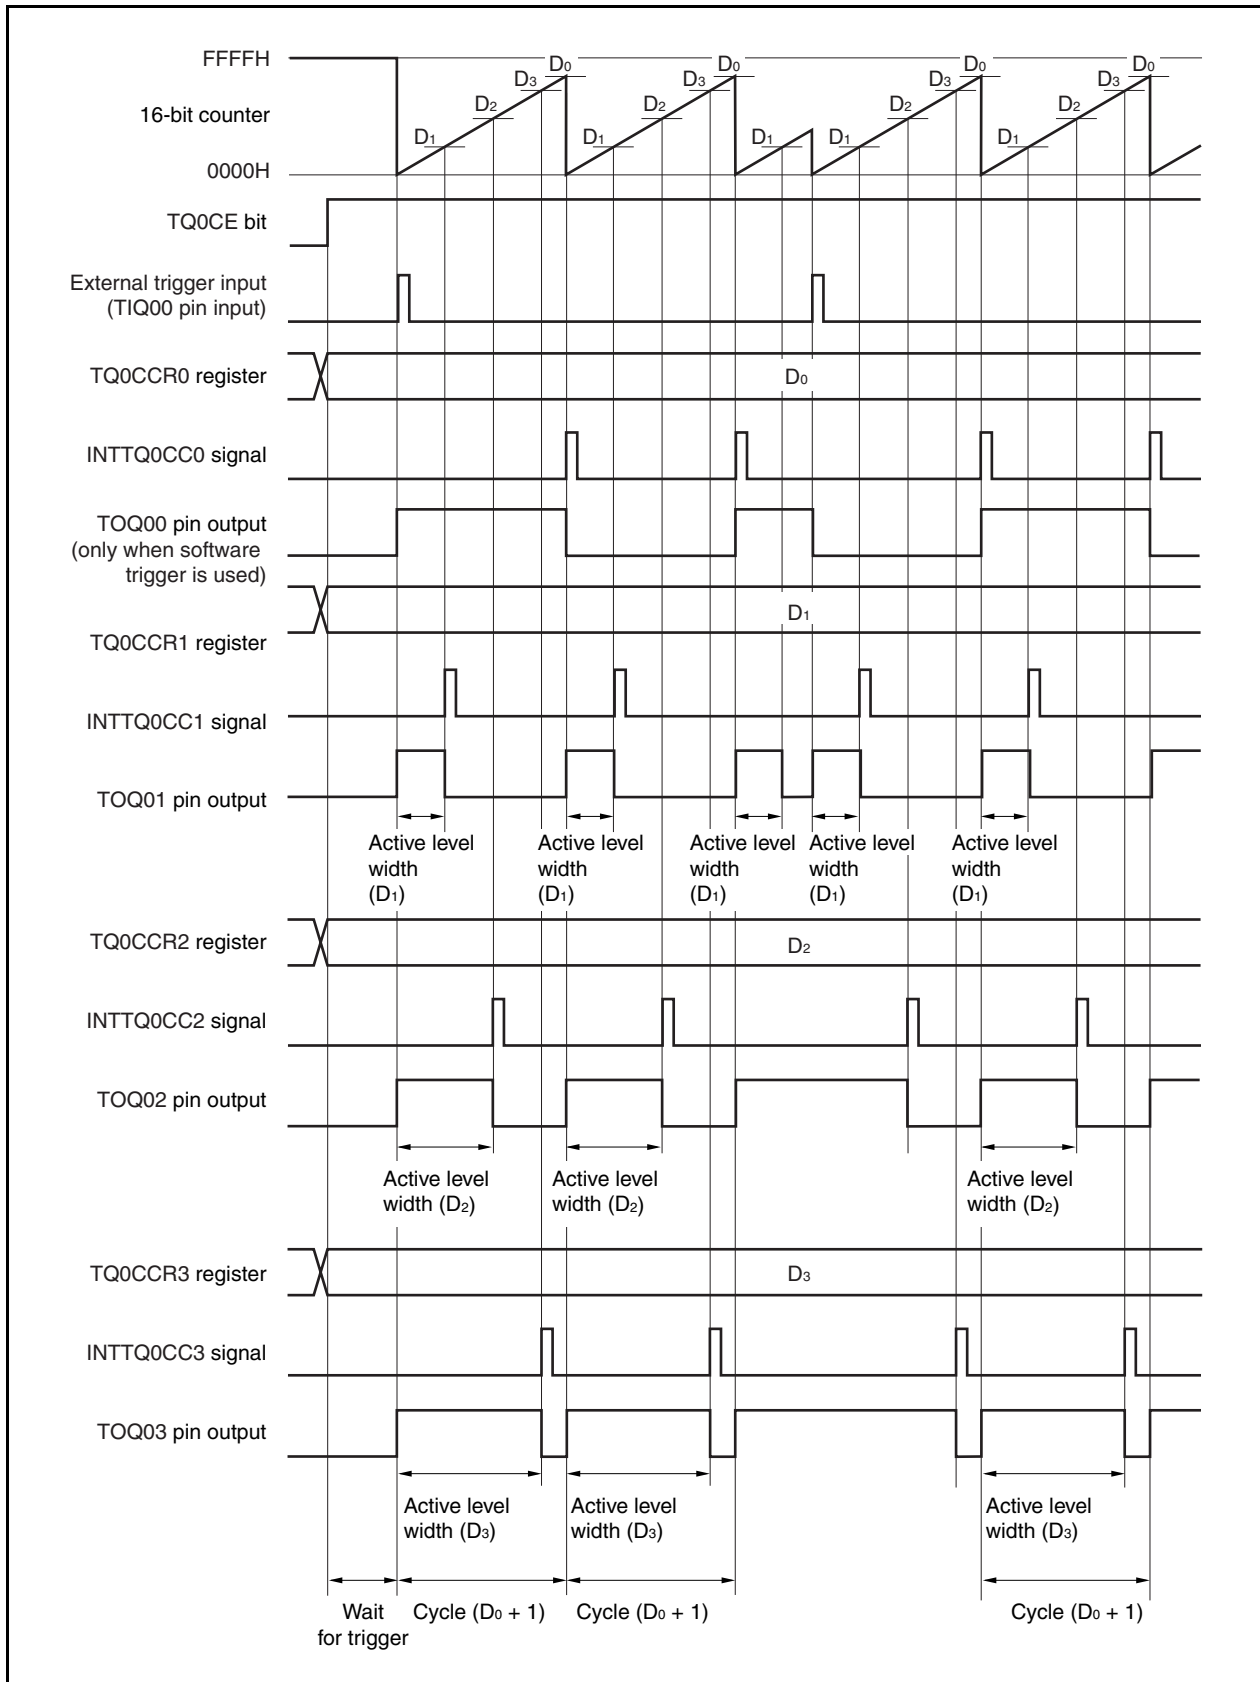 FFFFH
D0 D0 D0 D0
D3 D3 D3 D3
D2 D2 D2 D2
16-bit counter
D1 D1 D1 D1 D1
0000H
TQ0CE bit
External trigger input
(TIQ00 pin input)
TQ0CCR0 register
D0
INTTQ0CC0 signal
TOQ00 pin output
(only when software
trigger is used)
D1
TQ0CCR1 register
INTTQ0CC1 signal
TOQ01 pin output
Active level Active level Active level Active level Active level
width width width width width
(D1) (D1) (D1) (D1) (D1)
TQ0CCR2 register
D2
INTTQ0CC2 signal
TOQ02 pin output
Active level Active level Active level
width (D2) width (D2) width (D2)
TQ0CCR3 register
D3
INTTQ0CC3 signal
TOQ03 pin output
Active level Active level Active level
width (D3) width (D3) width (D3)
Wait Cycle (D0 + 1) Cycle (D0 + 1) Cycle (D0 + 1)
for trigger